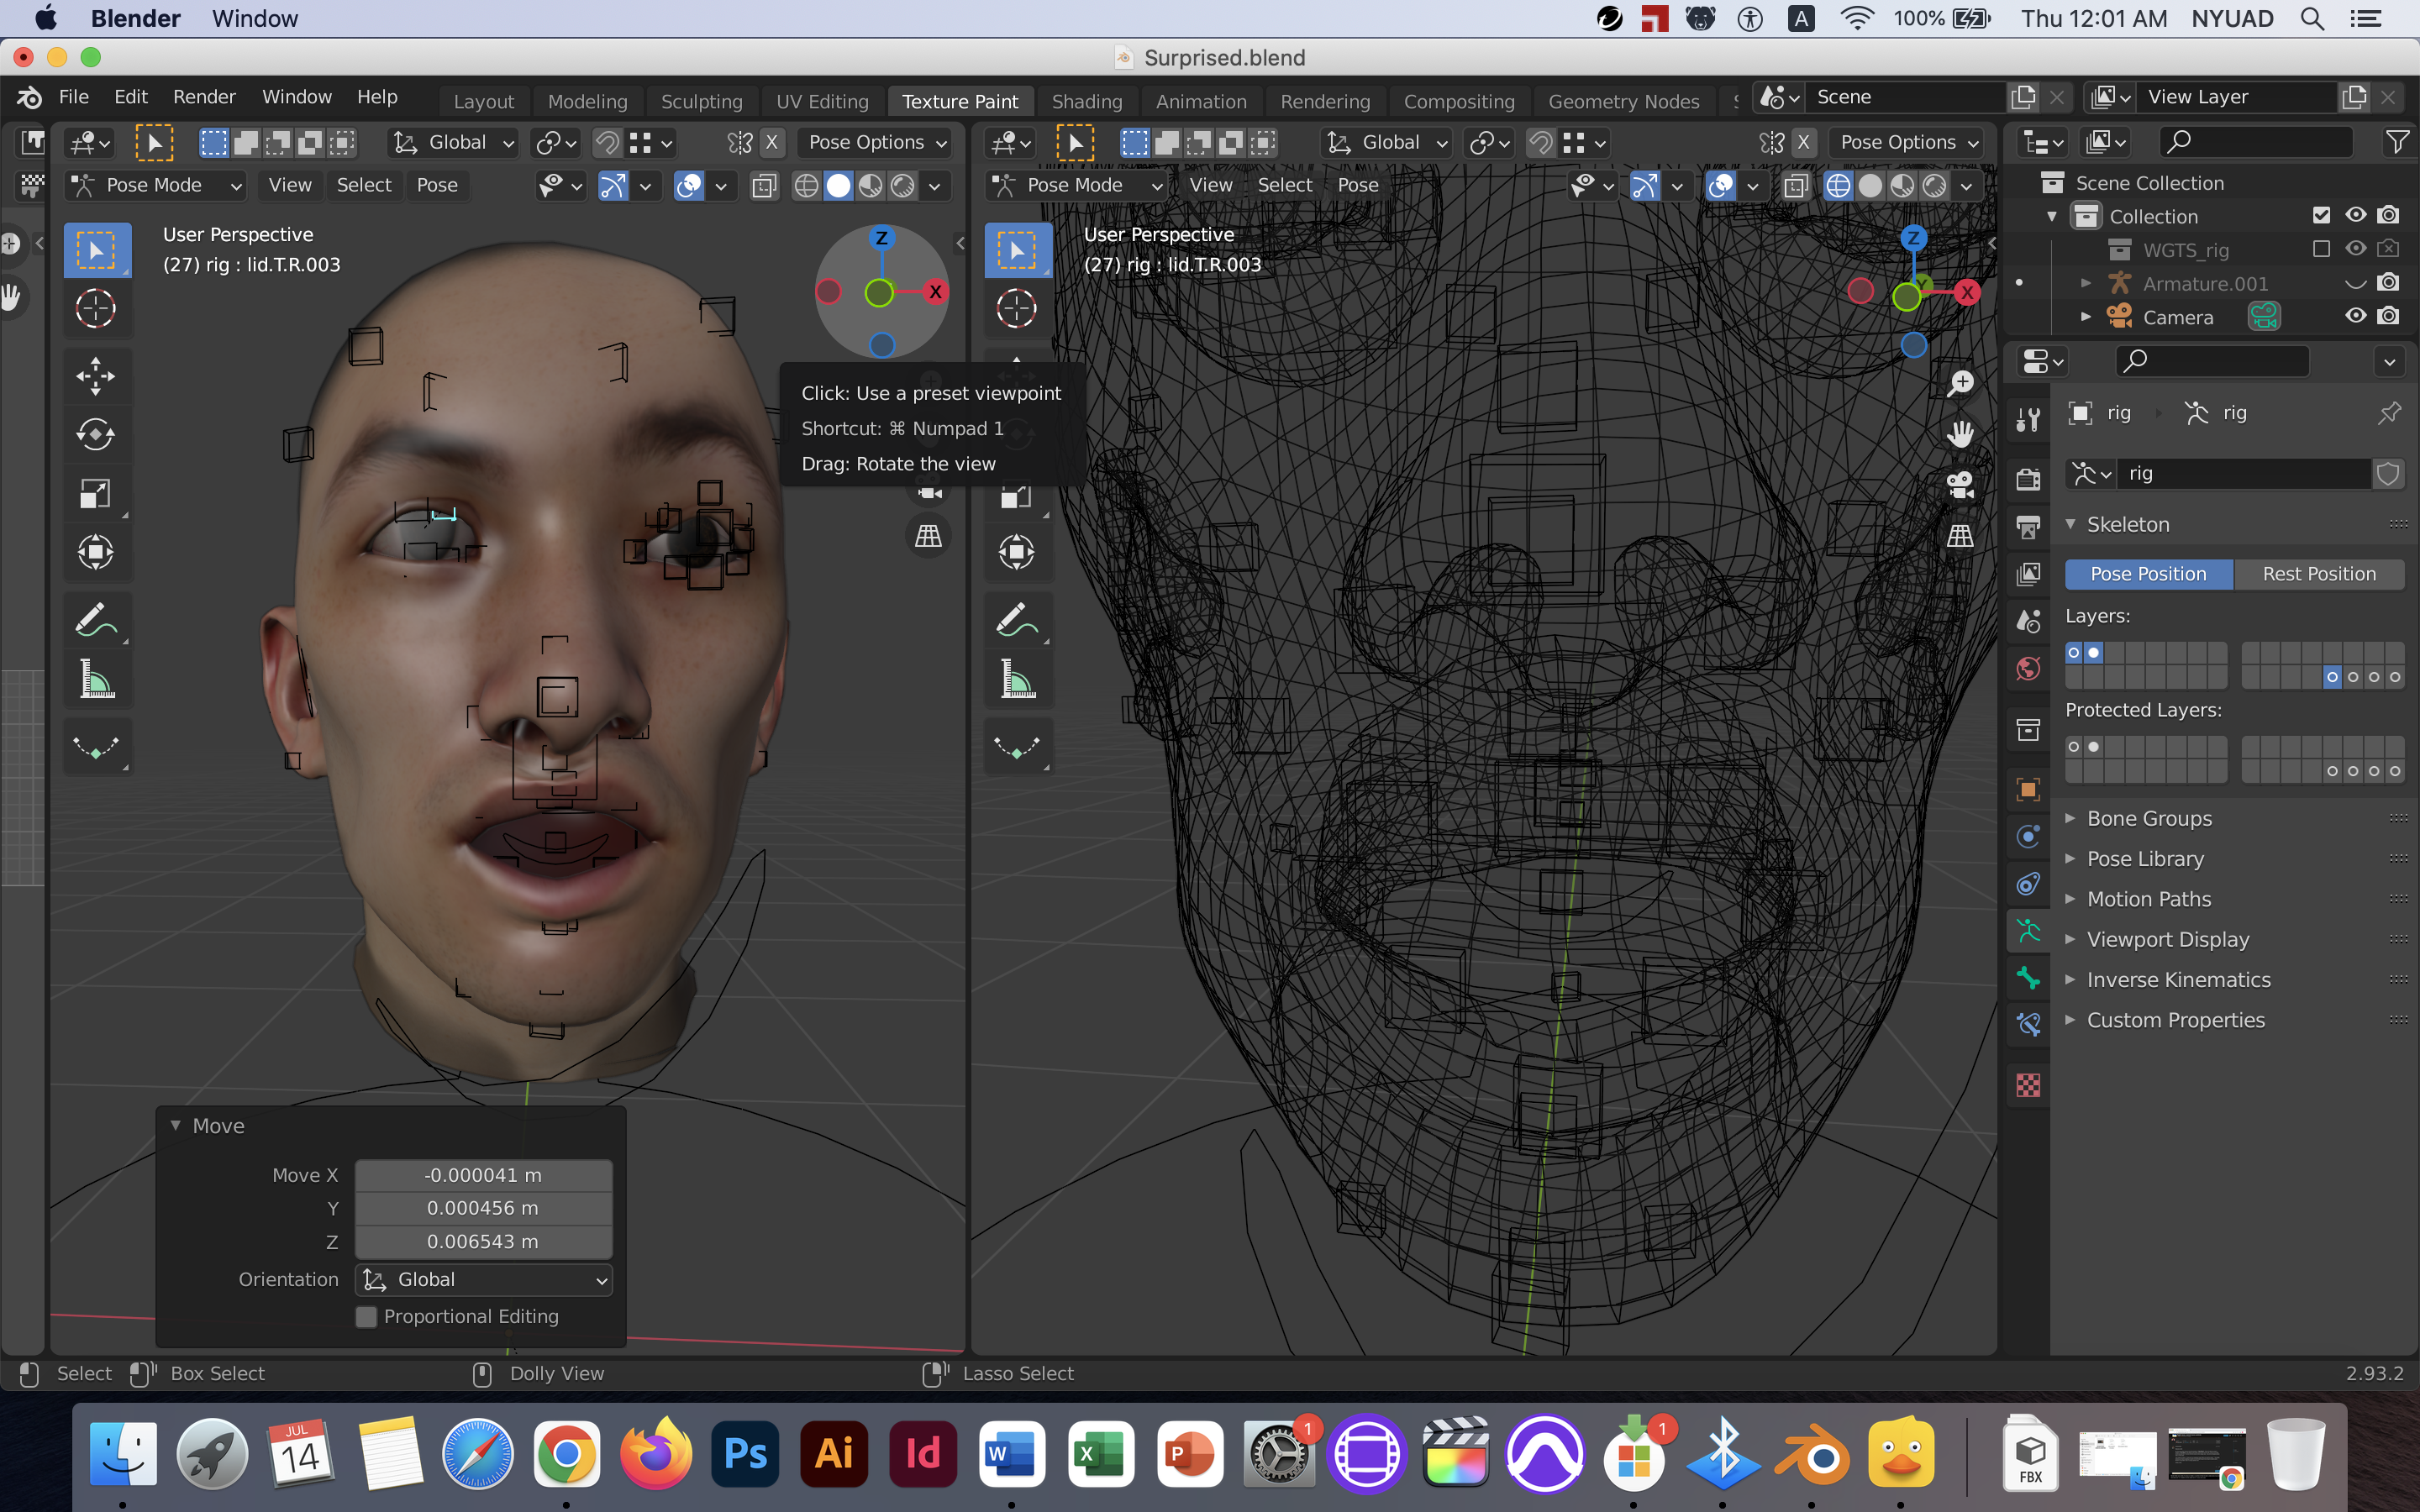 Blender Window
A 100% Thu 12:01 AM NYUAD
Surprised.blend
File Edit Render Window Help
Layout Modeling Sculpting UV Editing Texture Paint Shading Animation Rendering Compositing Geometry Nodes
Scene
View Layer
Global X Pose Options
Global X Pose Options
Pose Mode View Select Pose
Pose Mode View Select Pose
User Perspective
(27) rig : lid.T.R.003
Z
X
User Perspective
(27) rig : lid.T.R.003
Z
X
Click: Use a preset viewpoint
Shortcut: ⌘ Numpad 1
Drag: Rotate the view
Scene Collection
Collection
WGTS_rig
Armature.001
Camera
rig rig
rig
Skeleton
Pose Position Rest Position
Layers:
Protected Layers:
Bone Groups
Pose Library
Motion Paths
Viewport Display
Inverse Kinematics
Custom Properties
Move
Move X -0.000041 m
Y 0.000456 m
Z 0.006543 m
Orientation Global
Proportional Editing
Select Box Select Dolly View Lasso Select 2.93.2
JUL
14
Ps
Ai
Id
W
X
P
1
1
FBX